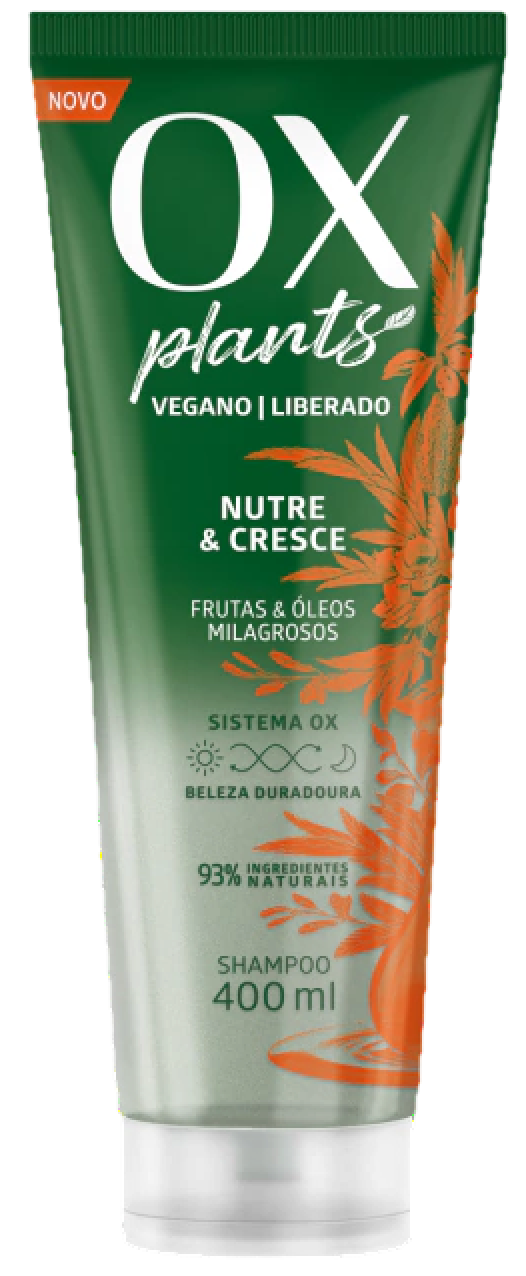 NOVO
OX
plants
VEGANO | LIBERADO
NUTRE
& CRESCE
FRUTAS & ÓLEOS
MILAGROSOS
SISTEMA OX
BELEZA DURADOURA
93% INGREDIENTES
NATURAIS
SHAMPOO
400 ml